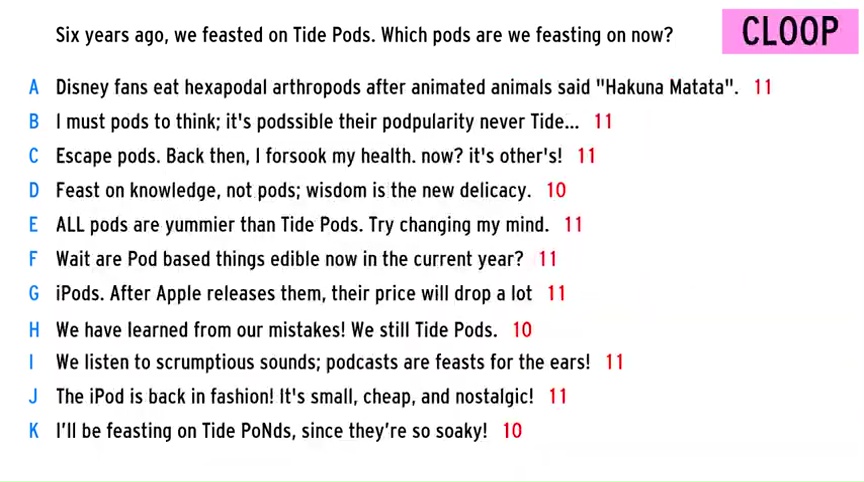 Six years ago, we feasted on Tide Pods. Which pods are we feasting on now?
CLOOP
A Disney fans eat hexapodal arthropods after animated animals said "Hakuna Matata". 11
B I must pods to think; it's podssible their podpularity never Tide... 11
C Escape pods. Back then, I forsook my health. now? it's other's! 11
D Feast on knowledge, not pods; wisdom is the new delicacy. 10
E ALL pods are yummier than Tide Pods. Try changing my mind. 11
F Wait are Pod based things edible now in the current year? 11
G iPods. After Apple releases them, their price will drop a lot 11
H We have learned from our mistakes! We still Tide Pods. 10
I We listen to scrumptious sounds; podcasts are feasts for the ears! 11
J The iPod is back in fashion! It's small, cheap, and nostalgic! 11
K I'll be feasting on Tide PoNds, since they're so soaky! 10